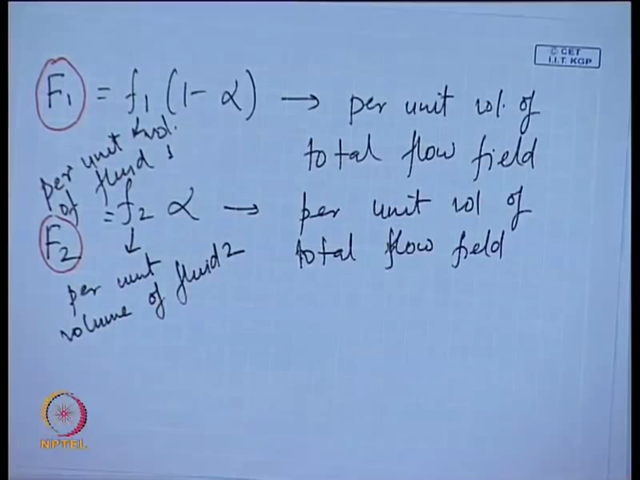 © CET
I.I.T KGP
F₁ = f₁ (1 - α) → per unit vol. of
total flow field
per unit vol.
of fluid 1
F₂ = f₂ α → per unit vol of
total flow field
per unit
volume of fluid 2
NPTEL